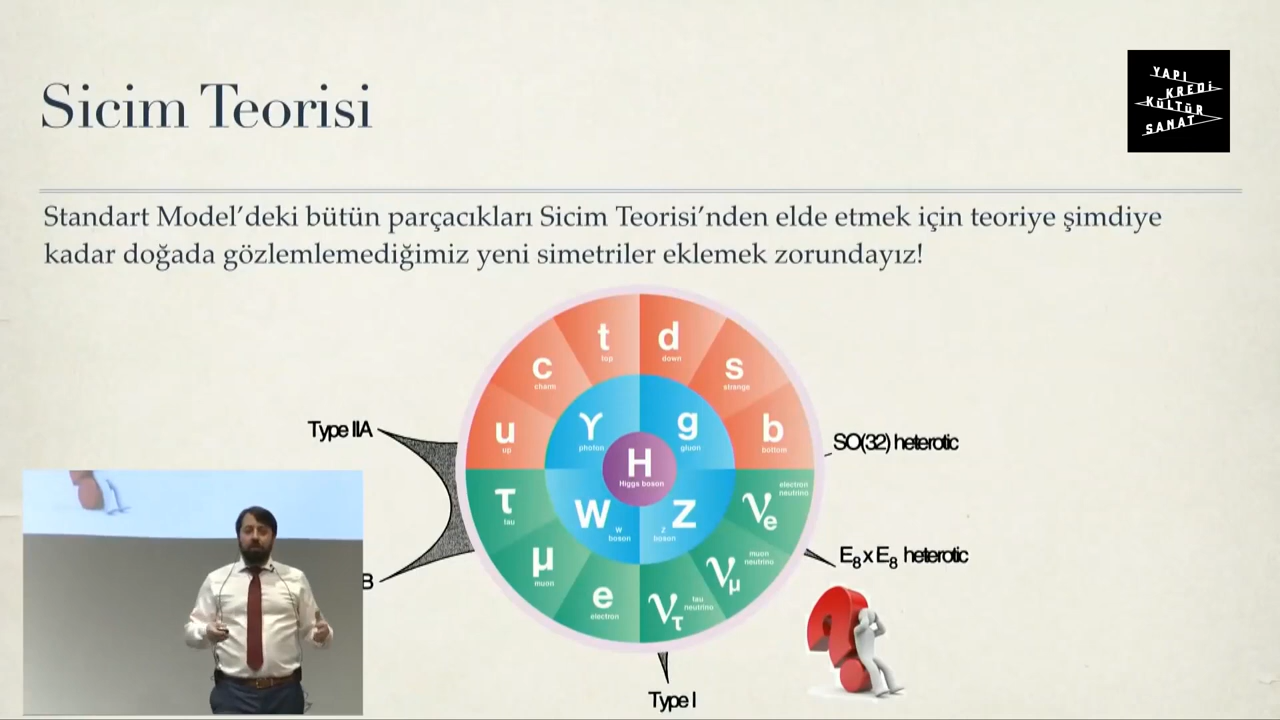 Sicim Teorisi
YAPI
KREDİ
KÜLTÜR
SANAT
Standart Model’deki bütün parçacıkları Sicim Teorisi’nden elde etmek için teoriye şimdiye
kadar doğada gözlemlemediğimiz yeni simetriler eklemek zorundayız!
t
top
d
down
c
charm
s
strange
u
up
γ
photon
g
gluon
b
bottom
H
Higgs boson
Type IIA
SO(32) heterotic
τ
tau
W
W
boson
Z
Z
boson
νe
electron
neutrino
μ
muon
νμ
muon
neutrino
E8 x E8 heterotic
B
e
electron
ντ
tau
neutrino
?
Type I